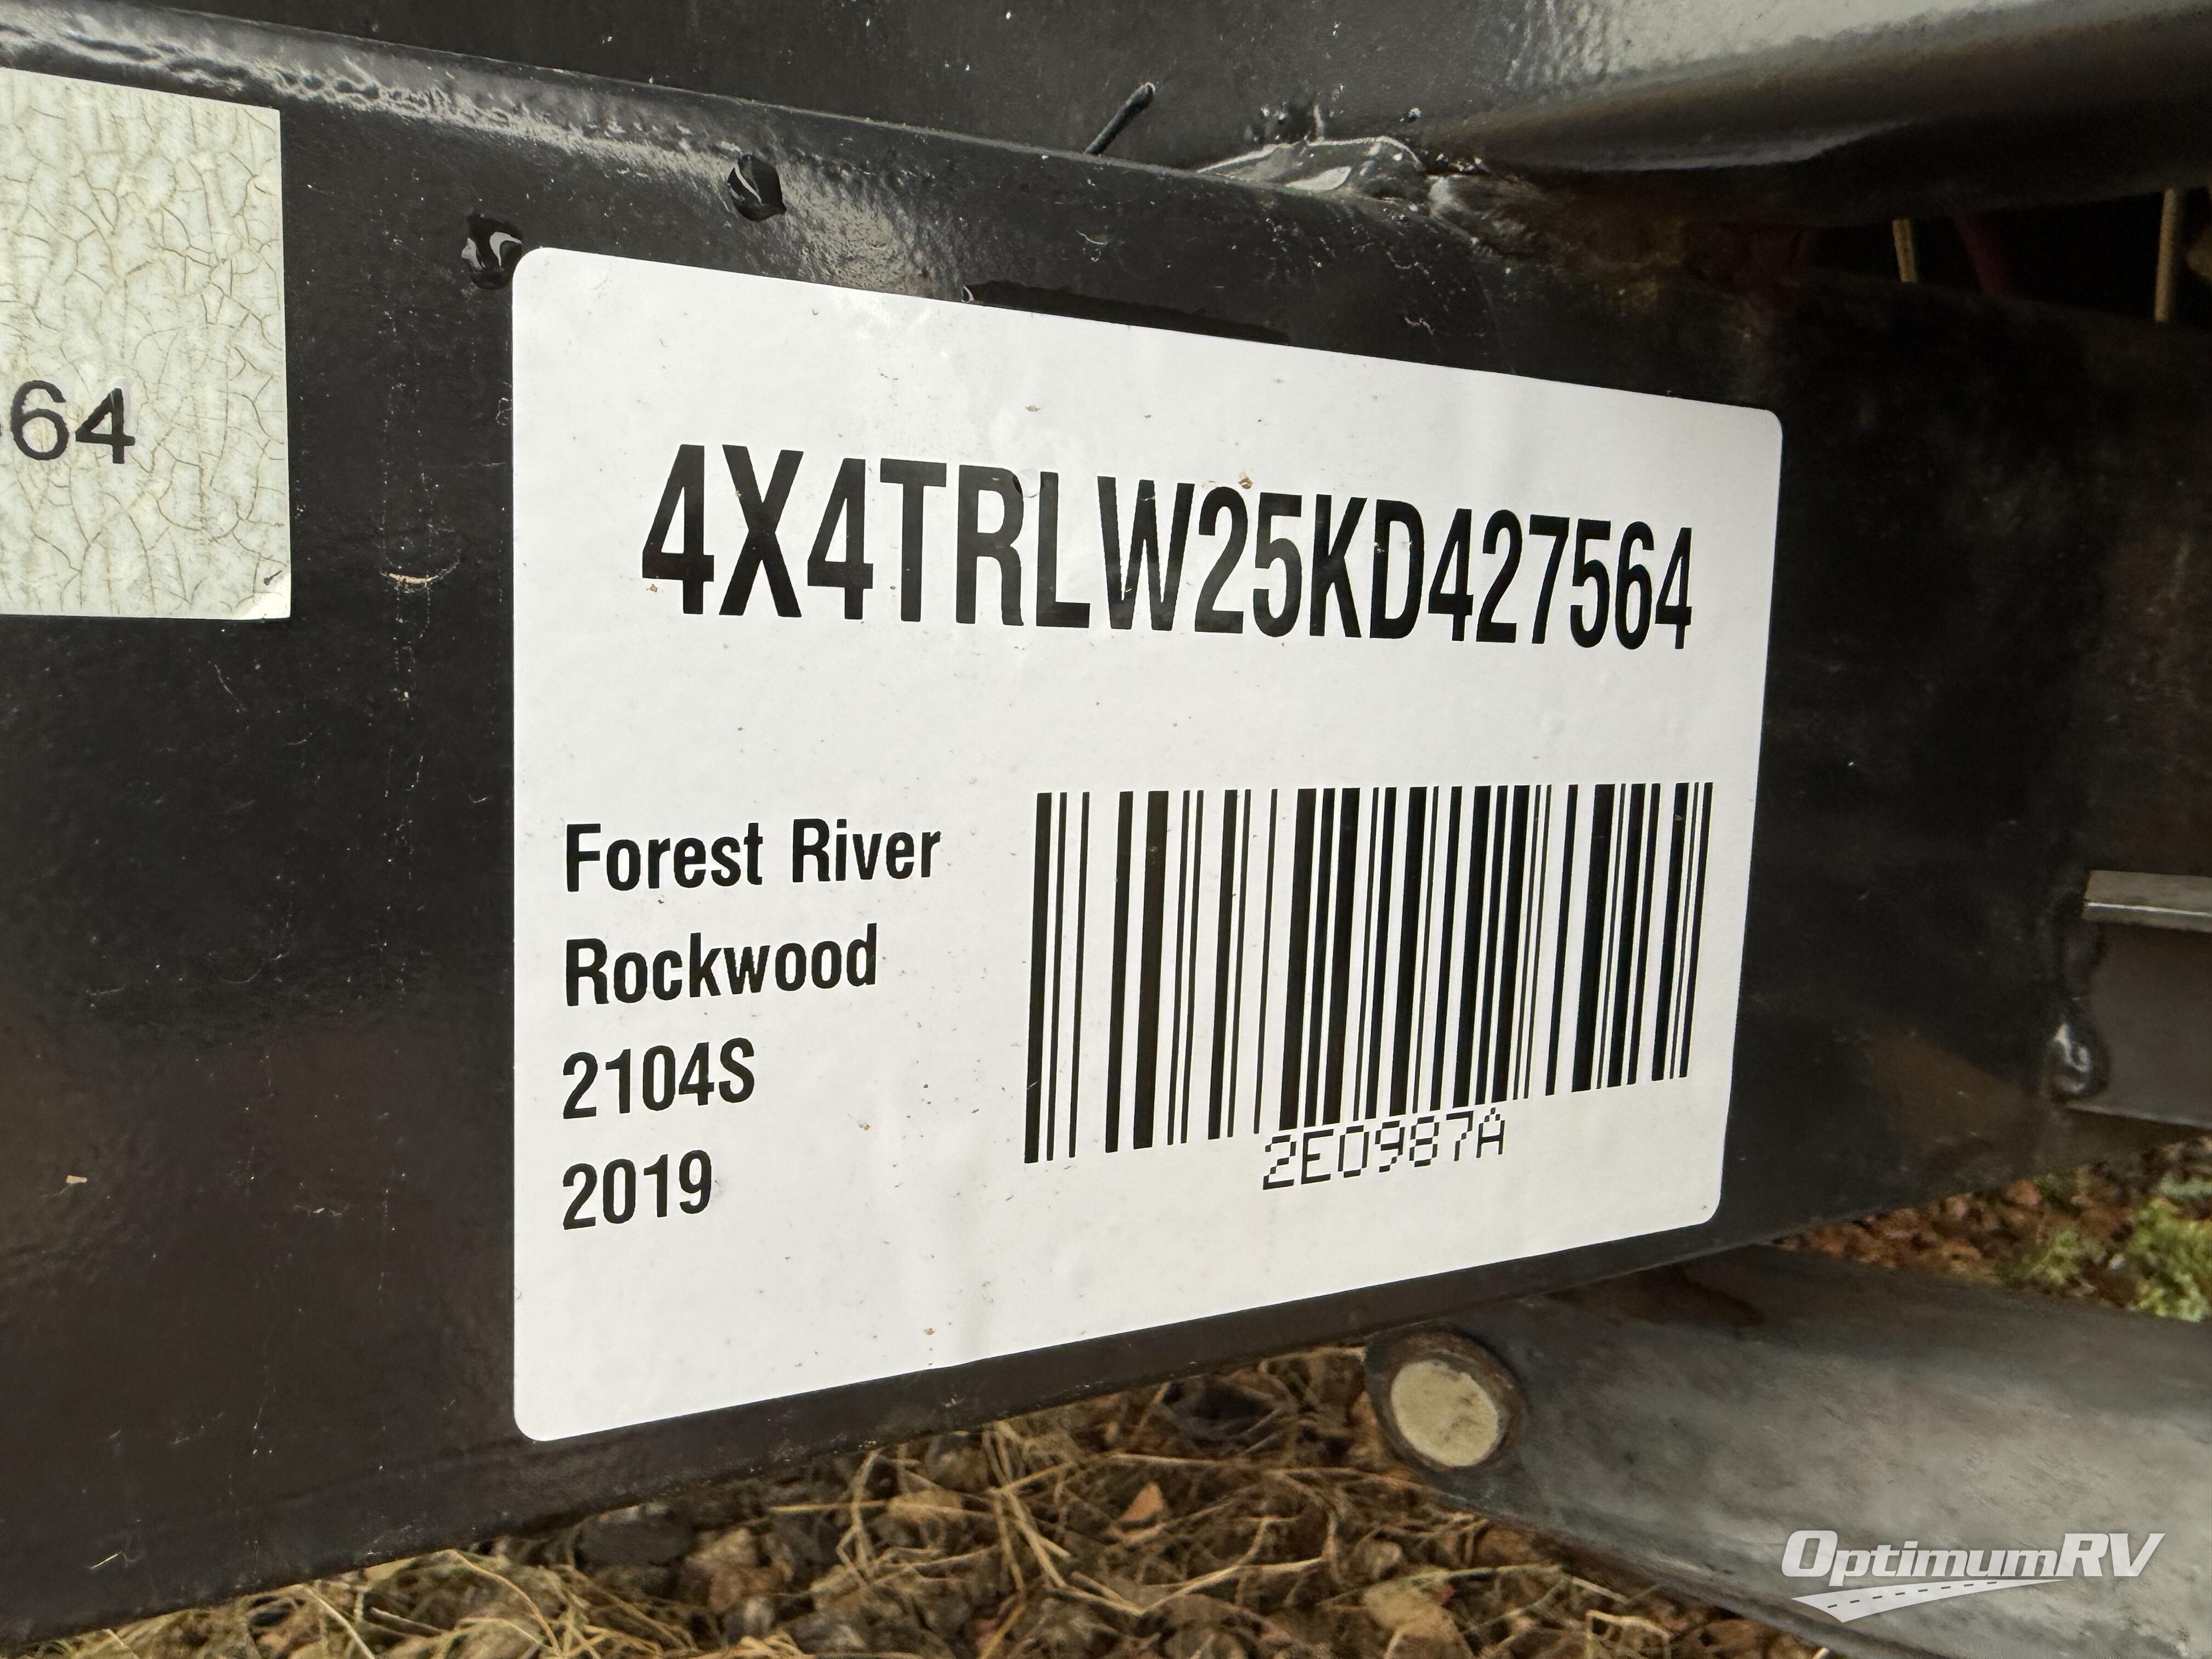 64
4X4TRLW25KD427564
Forest River
Rockwood
2104S
2019
2E0987A
OptimumRV